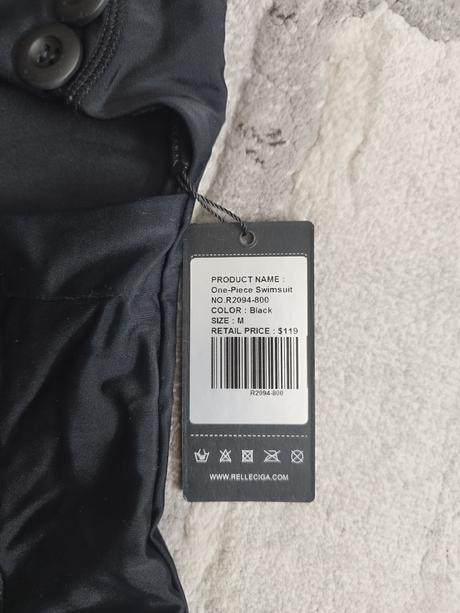 PRODUCT NAME :
One-Piece Swimsuit
NO.R2094-800
COLOR : Black
SIZE : M
RETAIL PRICE : $119
R2094-800
WWW.RELLECIGA.COM